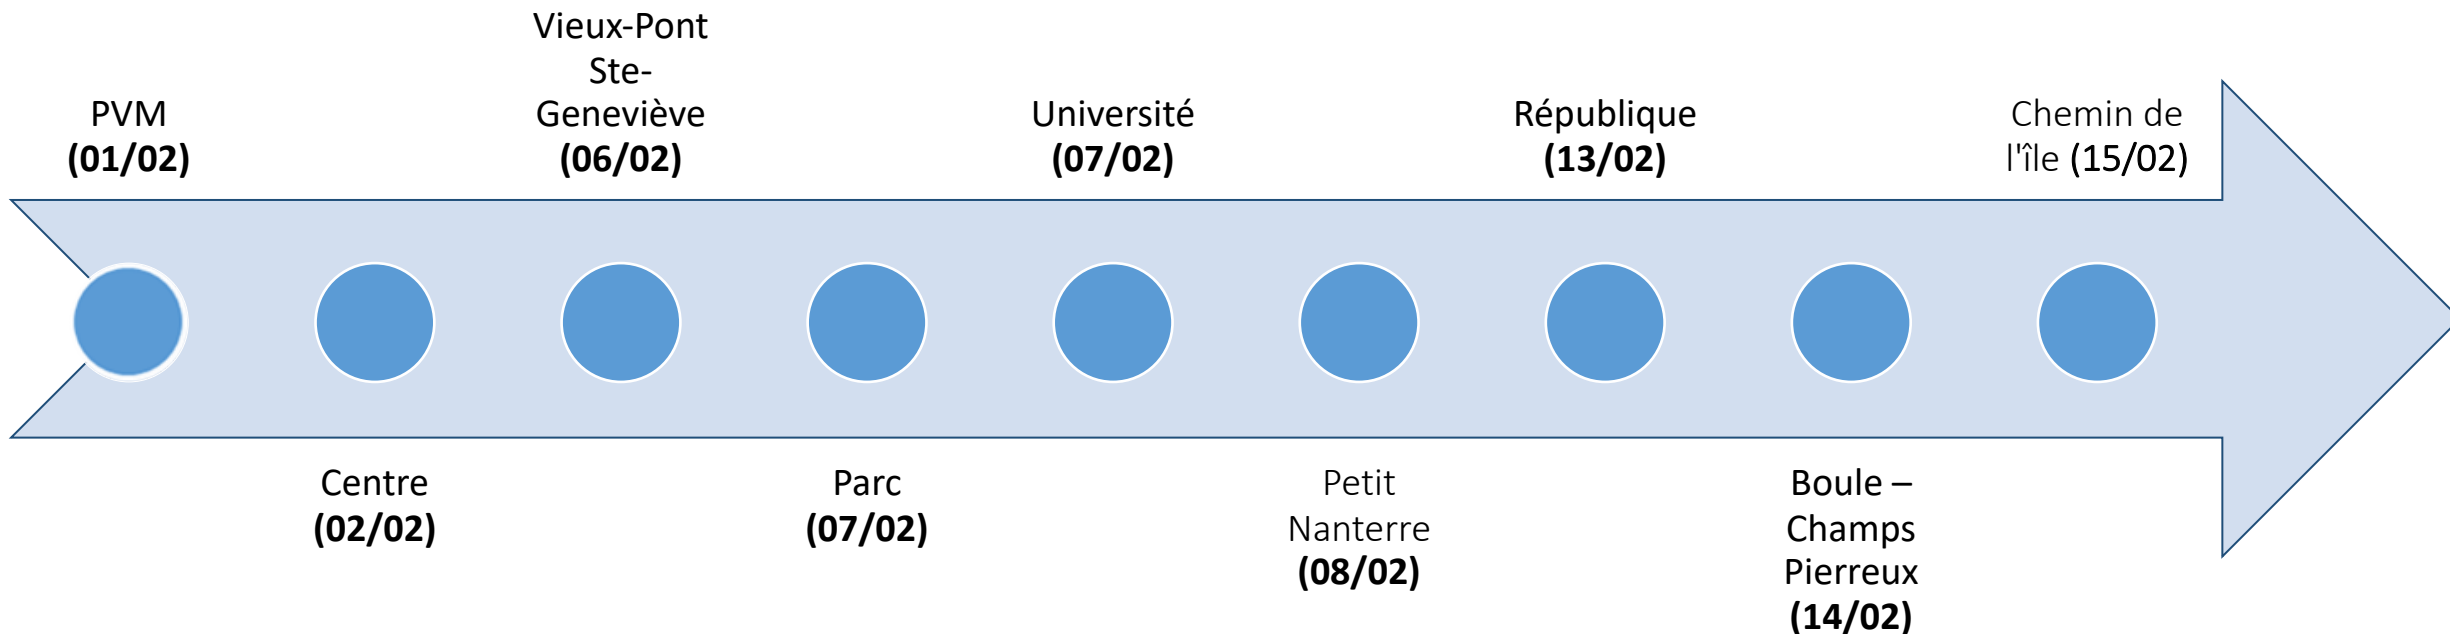 PVM
(01/02)
Centre
(02/02)
Vieux-Pont
Ste-
Geneviève
(06/02)
Parc
(07/02)
Université
(07/02)
Petit
Nanterre
(08/02)
République
(13/02)
Boule –
Champs
Pierreux
(14/02)
Chemin de
l'île (15/02)